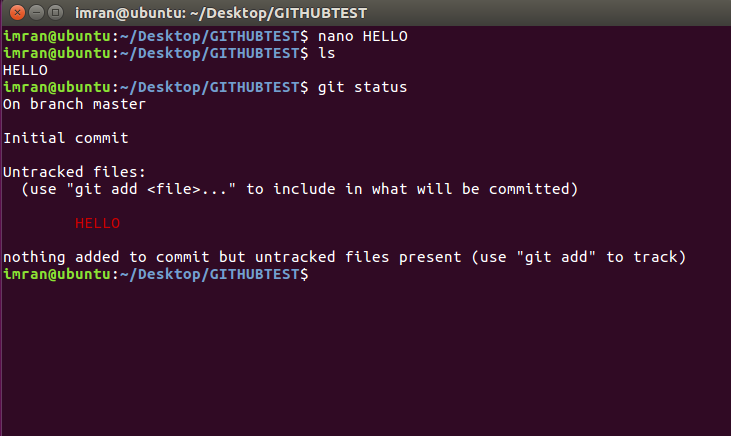 imran@ubuntu: ~/Desktop/GITHUBTEST
imran@ubuntu:~/Desktop/GITHUBTEST$ nano HELLO
imran@ubuntu:~/Desktop/GITHUBTEST$ ls
HELLO
imran@ubuntu:~/Desktop/GITHUBTEST$ git status
On branch master
Initial commit
Untracked files:
  (use "git add <file>..." to include in what will be committed)
        HELLO
nothing added to commit but untracked files present (use "git add" to track)
imran@ubuntu:~/Desktop/GITHUBTEST$